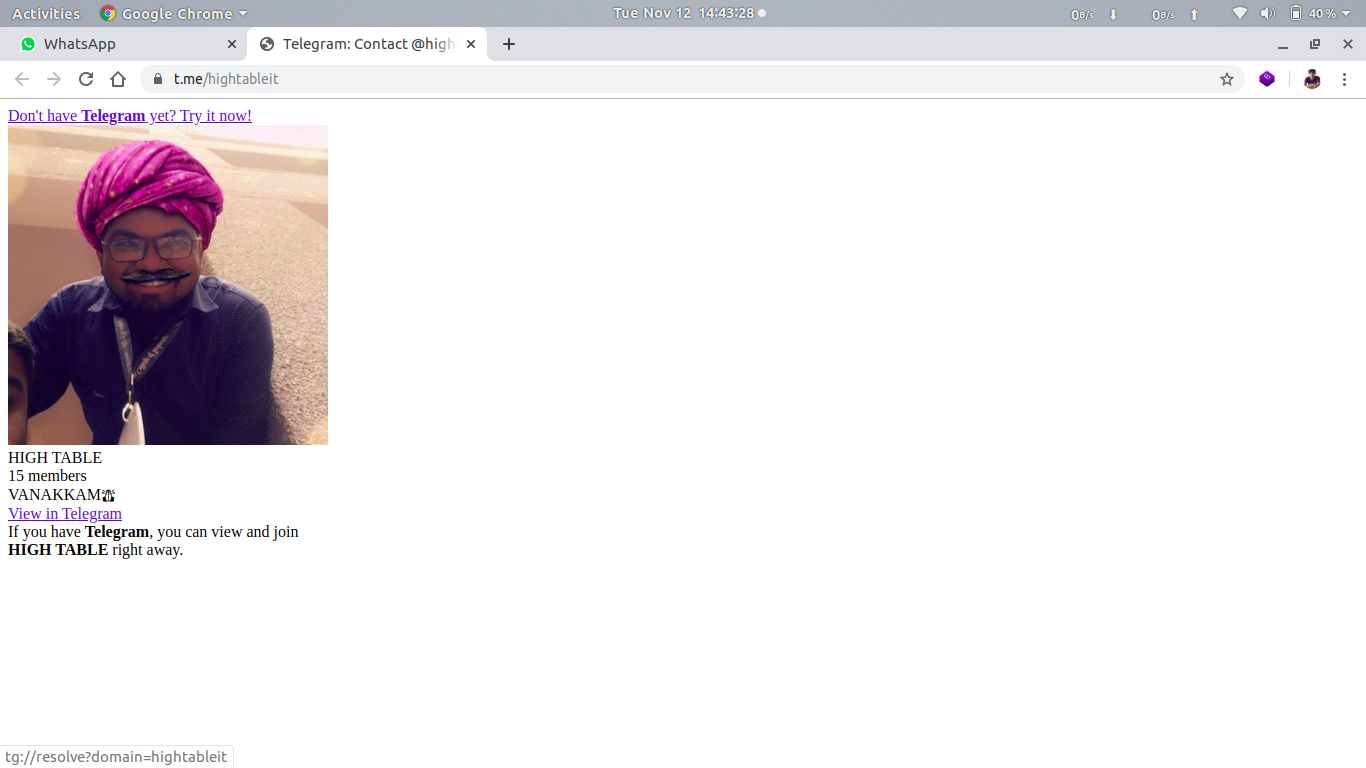 Activities Google Chrome Tue Nov 12 14:43:28 0B/s 0B/s 40%
WhatsApp Telegram: Contact @high
t.me/hightableit
Don't have Telegram yet? Try it now!
HIGH TABLE
15 members
VANAKKAM
View in Telegram
If you have Telegram, you can view and join
HIGH TABLE right away.
tg://resolve?domain=hightableit